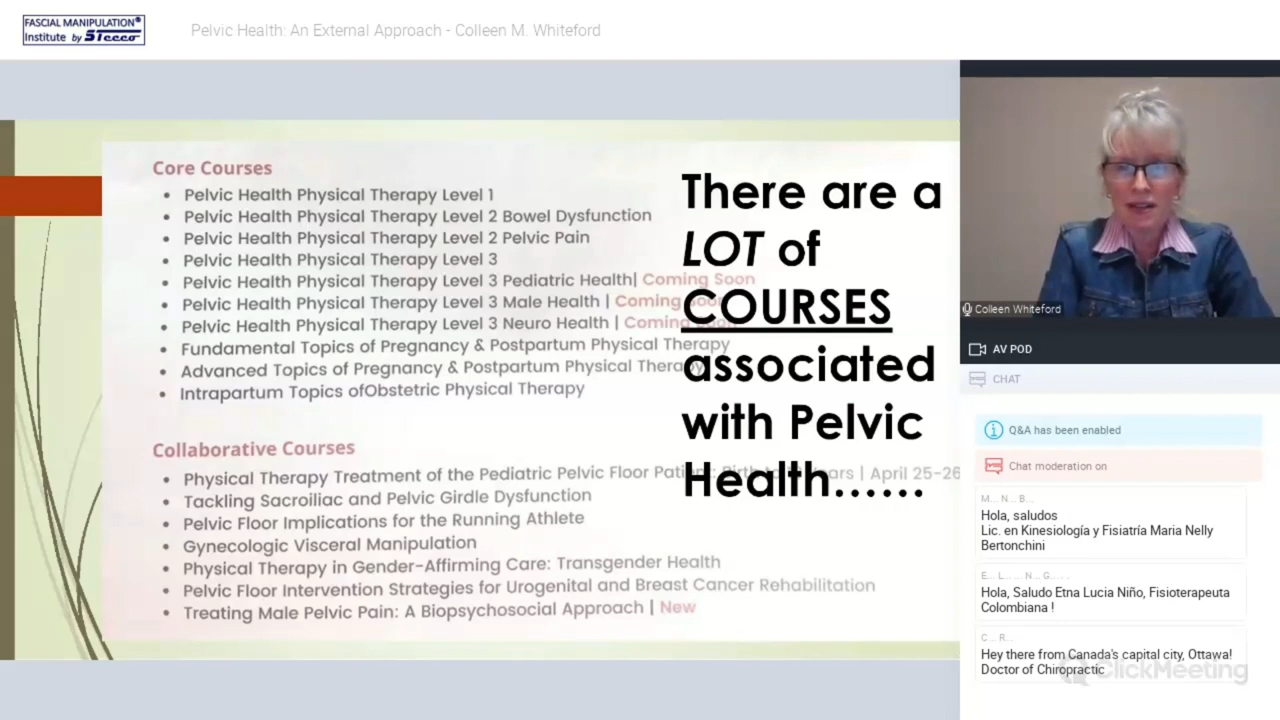 FASCIAL MANIPULATION®
Institute by Stecco
Pelvic Health: An External Approach - Colleen M. Whiteford
Core Courses
• Pelvic Health Physical Therapy Level 1
• Pelvic Health Physical Therapy Level 2 Bowel Dysfunction
• Pelvic Health Physical Therapy Level 2 Pelvic Pain
• Pelvic Health Physical Therapy Level 3
• Pelvic Health Physical Therapy Level 3 Pediatric Health| Coming Soon
• Pelvic Health Physical Therapy Level 3 Male Health | Coming Soon
• Pelvic Health Physical Therapy Level 3 Neuro Health | Coming Soon
• Fundamental Topics of Pregnancy & Postpartum Physical Therapy
• Advanced Topics of Pregnancy & Postpartum Physical Therapy
• Intrapartum Topics ofObstetric Physical Therapy
Collaborative Courses
• Physical Therapy Treatment of the Pediatric Pelvic Floor Patient: Birth to Years | April 25-26
• Tackling Sacroiliac and Pelvic Girdle Dysfunction
• Pelvic Floor Implications for the Running Athlete
• Gynecologic Visceral Manipulation
• Physical Therapy in Gender-Affirming Care: Transgender Health
• Pelvic Floor Intervention Strategies for Urogenital and Breast Cancer Rehabilitation
• Treating Male Pelvic Pain: A Biopsychosocial Approach | New
There are a
LOT of
COURSES
associated
with Pelvic
Health......
Colleen Whiteford
AV POD
CHAT
Q&A has been enabled
Chat moderation on
M... N... B...
Hola, saludos
Lic. en Kinesiología y Fisiatría Maria Nelly
Bertonchini
E... L... .. N... G......
Hola, Saludo Etna Lucia Niño, Fisioterapeuta
Colombiana !
C ... R...
Hey there from Canada's capital city, Ottawa!
Doctor of Chiropractic
ClickMeeting